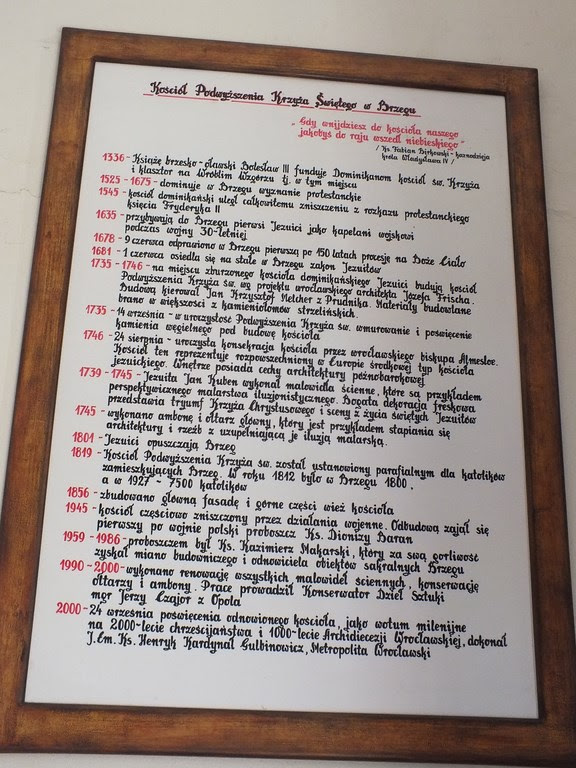 Kościół Podwyższenia Krzyża Świętego w Brzegu
"Gdy wnijdziesz do kościoła naszego
jakobyś do raju wszedł niebieskiego"
/ Ks. Fabian Birkowski - kaznodzieja
króla Władysława IV /
1336 - Książę brzesko-oławski Bolesław III funduje Dominikanom kościół św. Krzyża
i klasztor na Wróblim Wzgórzu tj. w tym miejscu
1525 - 1675 - dominuje w Brzegu wyznanie protestanckie
1545 - kościół dominikański uległ całkowitemu zniszczeniu z rozkazu protestanckiego
księcia Fryderyka II
1635 - przybywają do Brzegu pierwsi Jezuici jako kapelani wojskowi
podczas wojny 30-letniej
1678 - 9 czerwca odprawiono w Brzegu pierwszą po 150 latach procesję na Boże Ciało
1681 - 1 czerwca osiedla się na stałe w Brzegu zakon Jezuitów
1735 - 1746 - na miejscu zburzonego kościoła dominikańskiego Jezuici budują kościół
Podwyższenia Krzyża św. wg projektu wrocławskiego architekta Józefa Frischa.
Budową kierował Jan Krzysztof Melcher z Prudnika. Materiały budowlane
brano w większości z kamieniołomów strzelińskich.
1735 - 14 września - w uroczystość Podwyższenia Krzyża św. wmurowanie i poświęcenie
kamienia węgielnego pod budowę kościoła
1746 - 24 sierpnia - uroczysta konsekracja kościoła przez wrocławskiego biskupa Almesloe.
Kościół ten reprezentuje rozpowszechniony w Europie środkowej typ kościoła
jezuickiego. Wnętrze posiada cechy architektury późnobarokowej
1739 - 1745 - Jezuita Jan Kuben wykonał malowidła ścienne, które są przykładem
perspektywicznego malarstwa iluzjonistycznego. Bogata dekoracja freskowa
przedstawia tryumf Krzyża Chrystusowego i sceny z życia świętych Jezuitów
1745 - wykonano ambonę i ołtarz główny, który jest przykładem stapiania się
architektury i rzeźb z uzupełniającą je iluzją malarską.
1801 - Jezuici opuszczają Brzeg
1819 - Kościół Podwyższenia Krzyża św. został ustanowiony parafialnym dla katolików
zamieszkujących Brzeg. W roku 1812 było w Brzegu 1800,
a w 1927 - 7500 katolików
1856 - zbudowano główną fasadę i górne części wież kościoła
1945 - kościół częściowo zniszczony przez działania wojenne. Odbudową zajął się
pierwszy po wojnie polski proboszcz Ks. Dionizy Baran
1959 - 1986 - proboszczem był Ks. Kazimierz Makarski, który za swą gorliwość
zyskał miano budowniczego i odnowiciela obiektów sakralnych Brzegu
1990 - 2000 - wykonano renowację wszystkich malowideł ściennych, konserwację
ołtarzy i ambony. Prace prowadził Konserwator Dzieł Sztuki
mgr Jerzy Czajor z Opola
2000 - 24 września poświęcenia odnowionego kościoła, jako wotum milenijne
na 2000-lecie chrześcijaństwa i 1000-lecie Archidiecezji Wrocławskiej, dokonał
J. Em. Ks. Henryk Kardynał Gulbinowicz, Metropolita Wrocławski